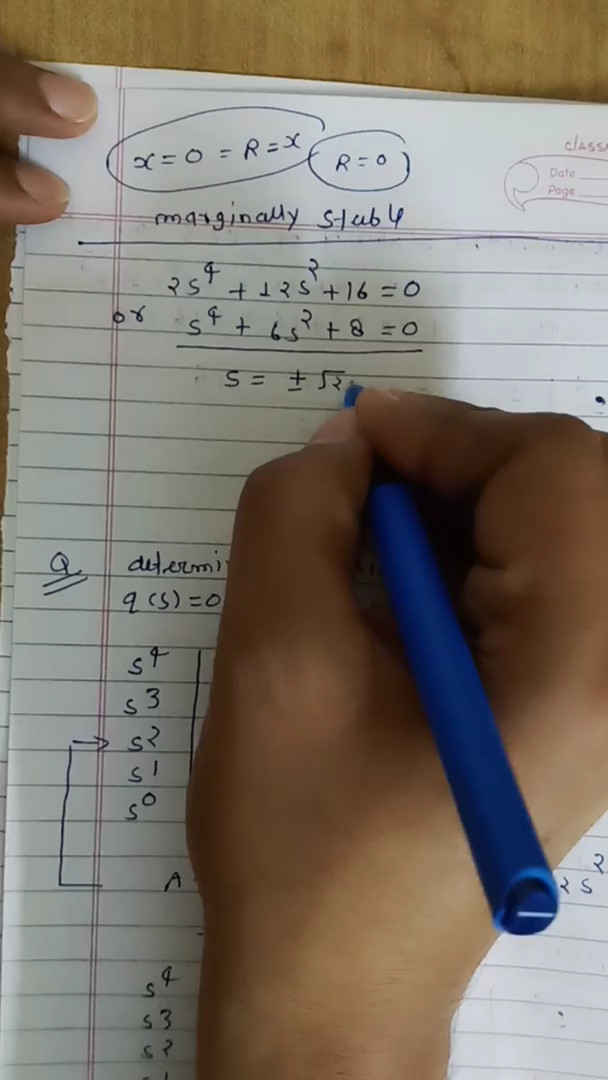 x = 0 = R = x R = 0
classm
Date
Page
marginally stable
2s⁴ + 12s² + 16 = 0
or s⁴ + 6s² + 8 = 0
s = ± √2
Q determi
q(s) = 0
s⁴
s³
s²
s¹
s⁰
A 2s²
s⁴
s³
s²